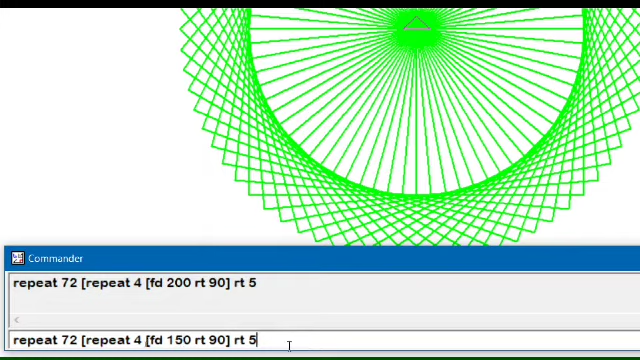 Commander
repeat 72 [repeat 4 [fd 200 rt 90] rt 5
repeat 72 [repeat 4 [fd 150 rt 90] rt 5